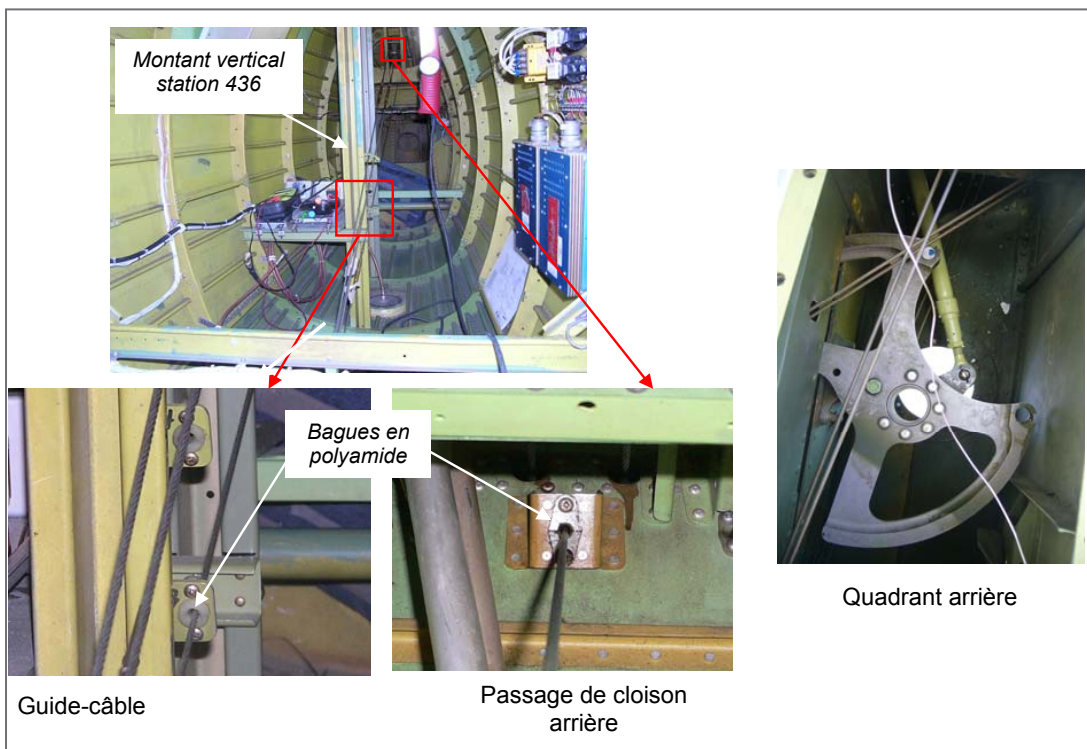 Montant vertical
station 436
Bagues en
polyamide
Guide-câble
Passage de cloison
arrière
Quadrant arrière